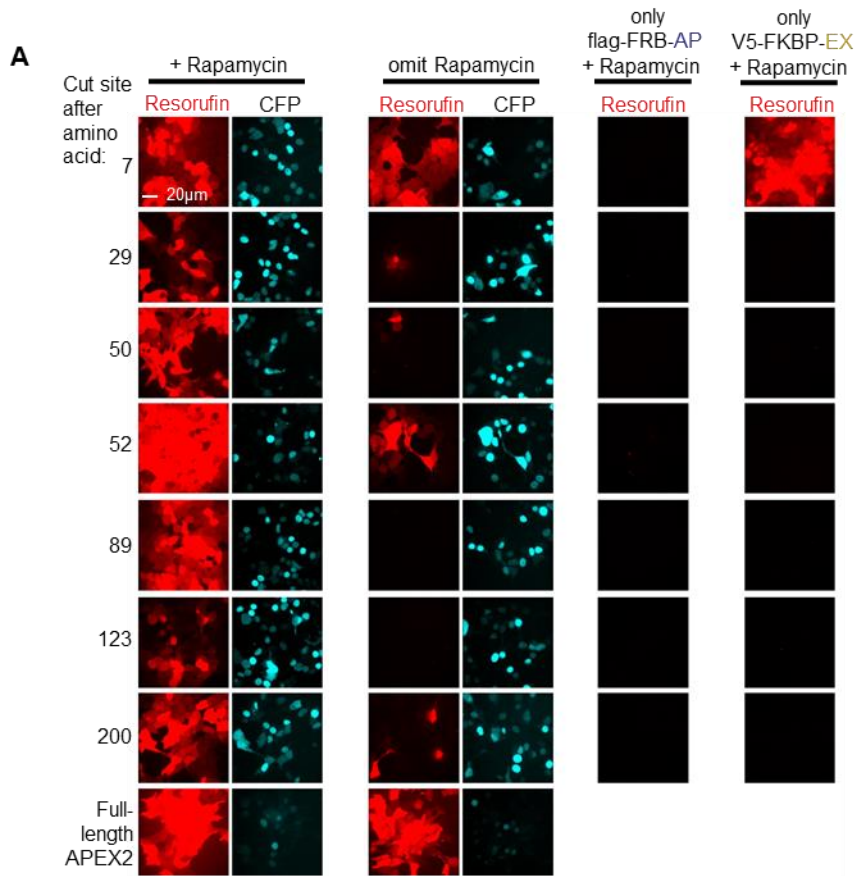 A
Cut site
after
amino
acid:
+ Rapamycin
omit Rapamycin
only
flag-FRB-AP
+ Rapamycin
only
V5-FKBP-EX
+ Rapamycin
Resorufin CFP
Resorufin CFP
Resorufin
Resorufin
7
20μm
29
50
52
89
123
200
Full-
length
APEX2